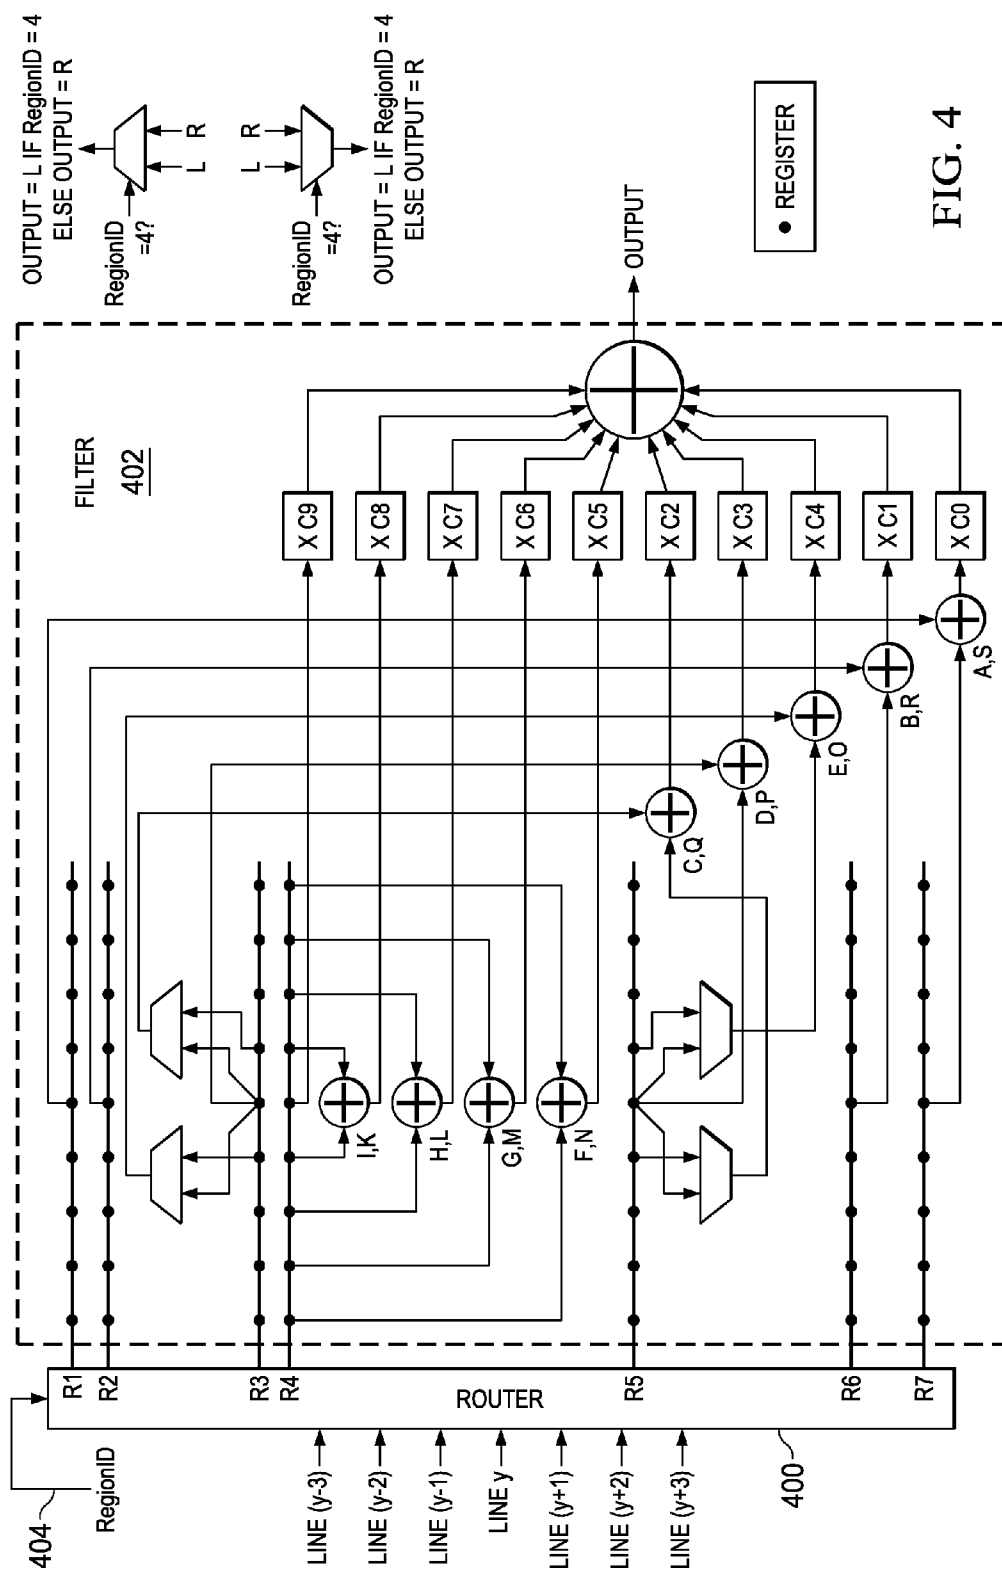 404
RegionID
LINE (y-3)
LINE (y-2)
LINE (y-1)
LINE y
LINE (y+1)
LINE (y+2)
LINE (y+3)
400
ROUTER
R1
R2
R3
R4
R5
R6
R7
FILTER
402
I,K
H,L
G,M
F,N
C,Q
D,P
E,O
B,R
A,S
X C9
X C8
X C7
X C6
X C5
X C2
X C3
X C4
X C1
X C0
OUTPUT
OUTPUT = L IF RegionID = 4
ELSE OUTPUT = R
RegionID
=4?
L
R
L
R
RegionID
=4?
OUTPUT = L IF RegionID = 4
ELSE OUTPUT = R
REGISTER
FIG. 4